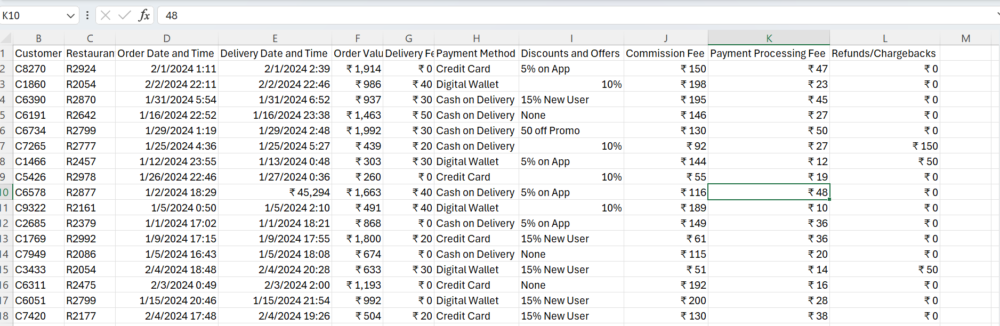 K10 fx 48
B C D E F G H I J K L M
1 Customer Restauran Order Date and Time Delivery Date and Time Order Valu Delivery Fe Payment Method Discounts and Offers Commission Fee Payment Processing Fee Refunds/Chargebacks
2 C8270 R2924 2/1/2024 1:11 2/1/2024 2:39 ₹ 1,914 ₹ 0 Credit Card 5% on App ₹ 150 ₹ 47 ₹ 0
3 C1860 R2054 2/2/2024 22:11 2/2/2024 22:46 ₹ 986 ₹ 40 Digital Wallet 10% ₹ 198 ₹ 23 ₹ 0
4 C6390 R2870 1/31/2024 5:54 1/31/2024 6:52 ₹ 937 ₹ 30 Cash on Delivery 15% New User ₹ 195 ₹ 45 ₹ 0
5 C6191 R2642 1/16/2024 22:52 1/16/2024 23:38 ₹ 1,463 ₹ 50 Cash on Delivery None ₹ 146 ₹ 27 ₹ 0
6 C6734 R2799 1/29/2024 1:19 1/29/2024 2:48 ₹ 1,992 ₹ 30 Cash on Delivery 50 off Promo ₹ 130 ₹ 50 ₹ 0
7 C7265 R2777 1/25/2024 4:36 1/25/2024 5:27 ₹ 439 ₹ 20 Cash on Delivery 10% ₹ 92 ₹ 27 ₹ 150
8 C1466 R2457 1/12/2024 23:55 1/13/2024 0:48 ₹ 303 ₹ 30 Digital Wallet 5% on App ₹ 144 ₹ 12 ₹ 50
9 C5426 R2978 1/26/2024 22:46 1/27/2024 0:36 ₹ 260 ₹ 0 Credit Card 10% ₹ 55 ₹ 19 ₹ 0
10 C6578 R2877 1/2/2024 18:29 ₹ 45,294 ₹ 1,663 ₹ 40 Cash on Delivery 5% on App ₹ 116 ₹ 48 ₹ 0
11 C9322 R2161 1/5/2024 0:50 1/5/2024 2:10 ₹ 491 ₹ 40 Digital Wallet 10% ₹ 189 ₹ 10 ₹ 0
12 C2685 R2379 1/1/2024 17:02 1/1/2024 18:21 ₹ 868 ₹ 0 Cash on Delivery 5% on App ₹ 149 ₹ 36 ₹ 0
13 C1769 R2992 1/9/2024 17:15 1/9/2024 17:55 ₹ 1,800 ₹ 20 Credit Card 15% New User ₹ 61 ₹ 36 ₹ 0
14 C7949 R2086 1/5/2024 16:43 1/5/2024 18:08 ₹ 674 ₹ 0 Cash on Delivery None ₹ 115 ₹ 20 ₹ 0
15 C3433 R2054 2/4/2024 18:48 2/4/2024 20:28 ₹ 633 ₹ 30 Digital Wallet 15% New User ₹ 51 ₹ 14 ₹ 50
16 C6311 R2475 2/3/2024 0:49 2/3/2024 2:00 ₹ 1,193 ₹ 0 Credit Card None ₹ 192 ₹ 16 ₹ 0
17 C6051 R2799 1/15/2024 20:46 1/15/2024 21:54 ₹ 992 ₹ 0 Digital Wallet 15% New User ₹ 200 ₹ 28 ₹ 0
18 C7420 R2177 2/4/2024 17:48 2/4/2024 19:26 ₹ 504 ₹ 20 Credit Card 15% New User ₹ 130 ₹ 38 ₹ 0